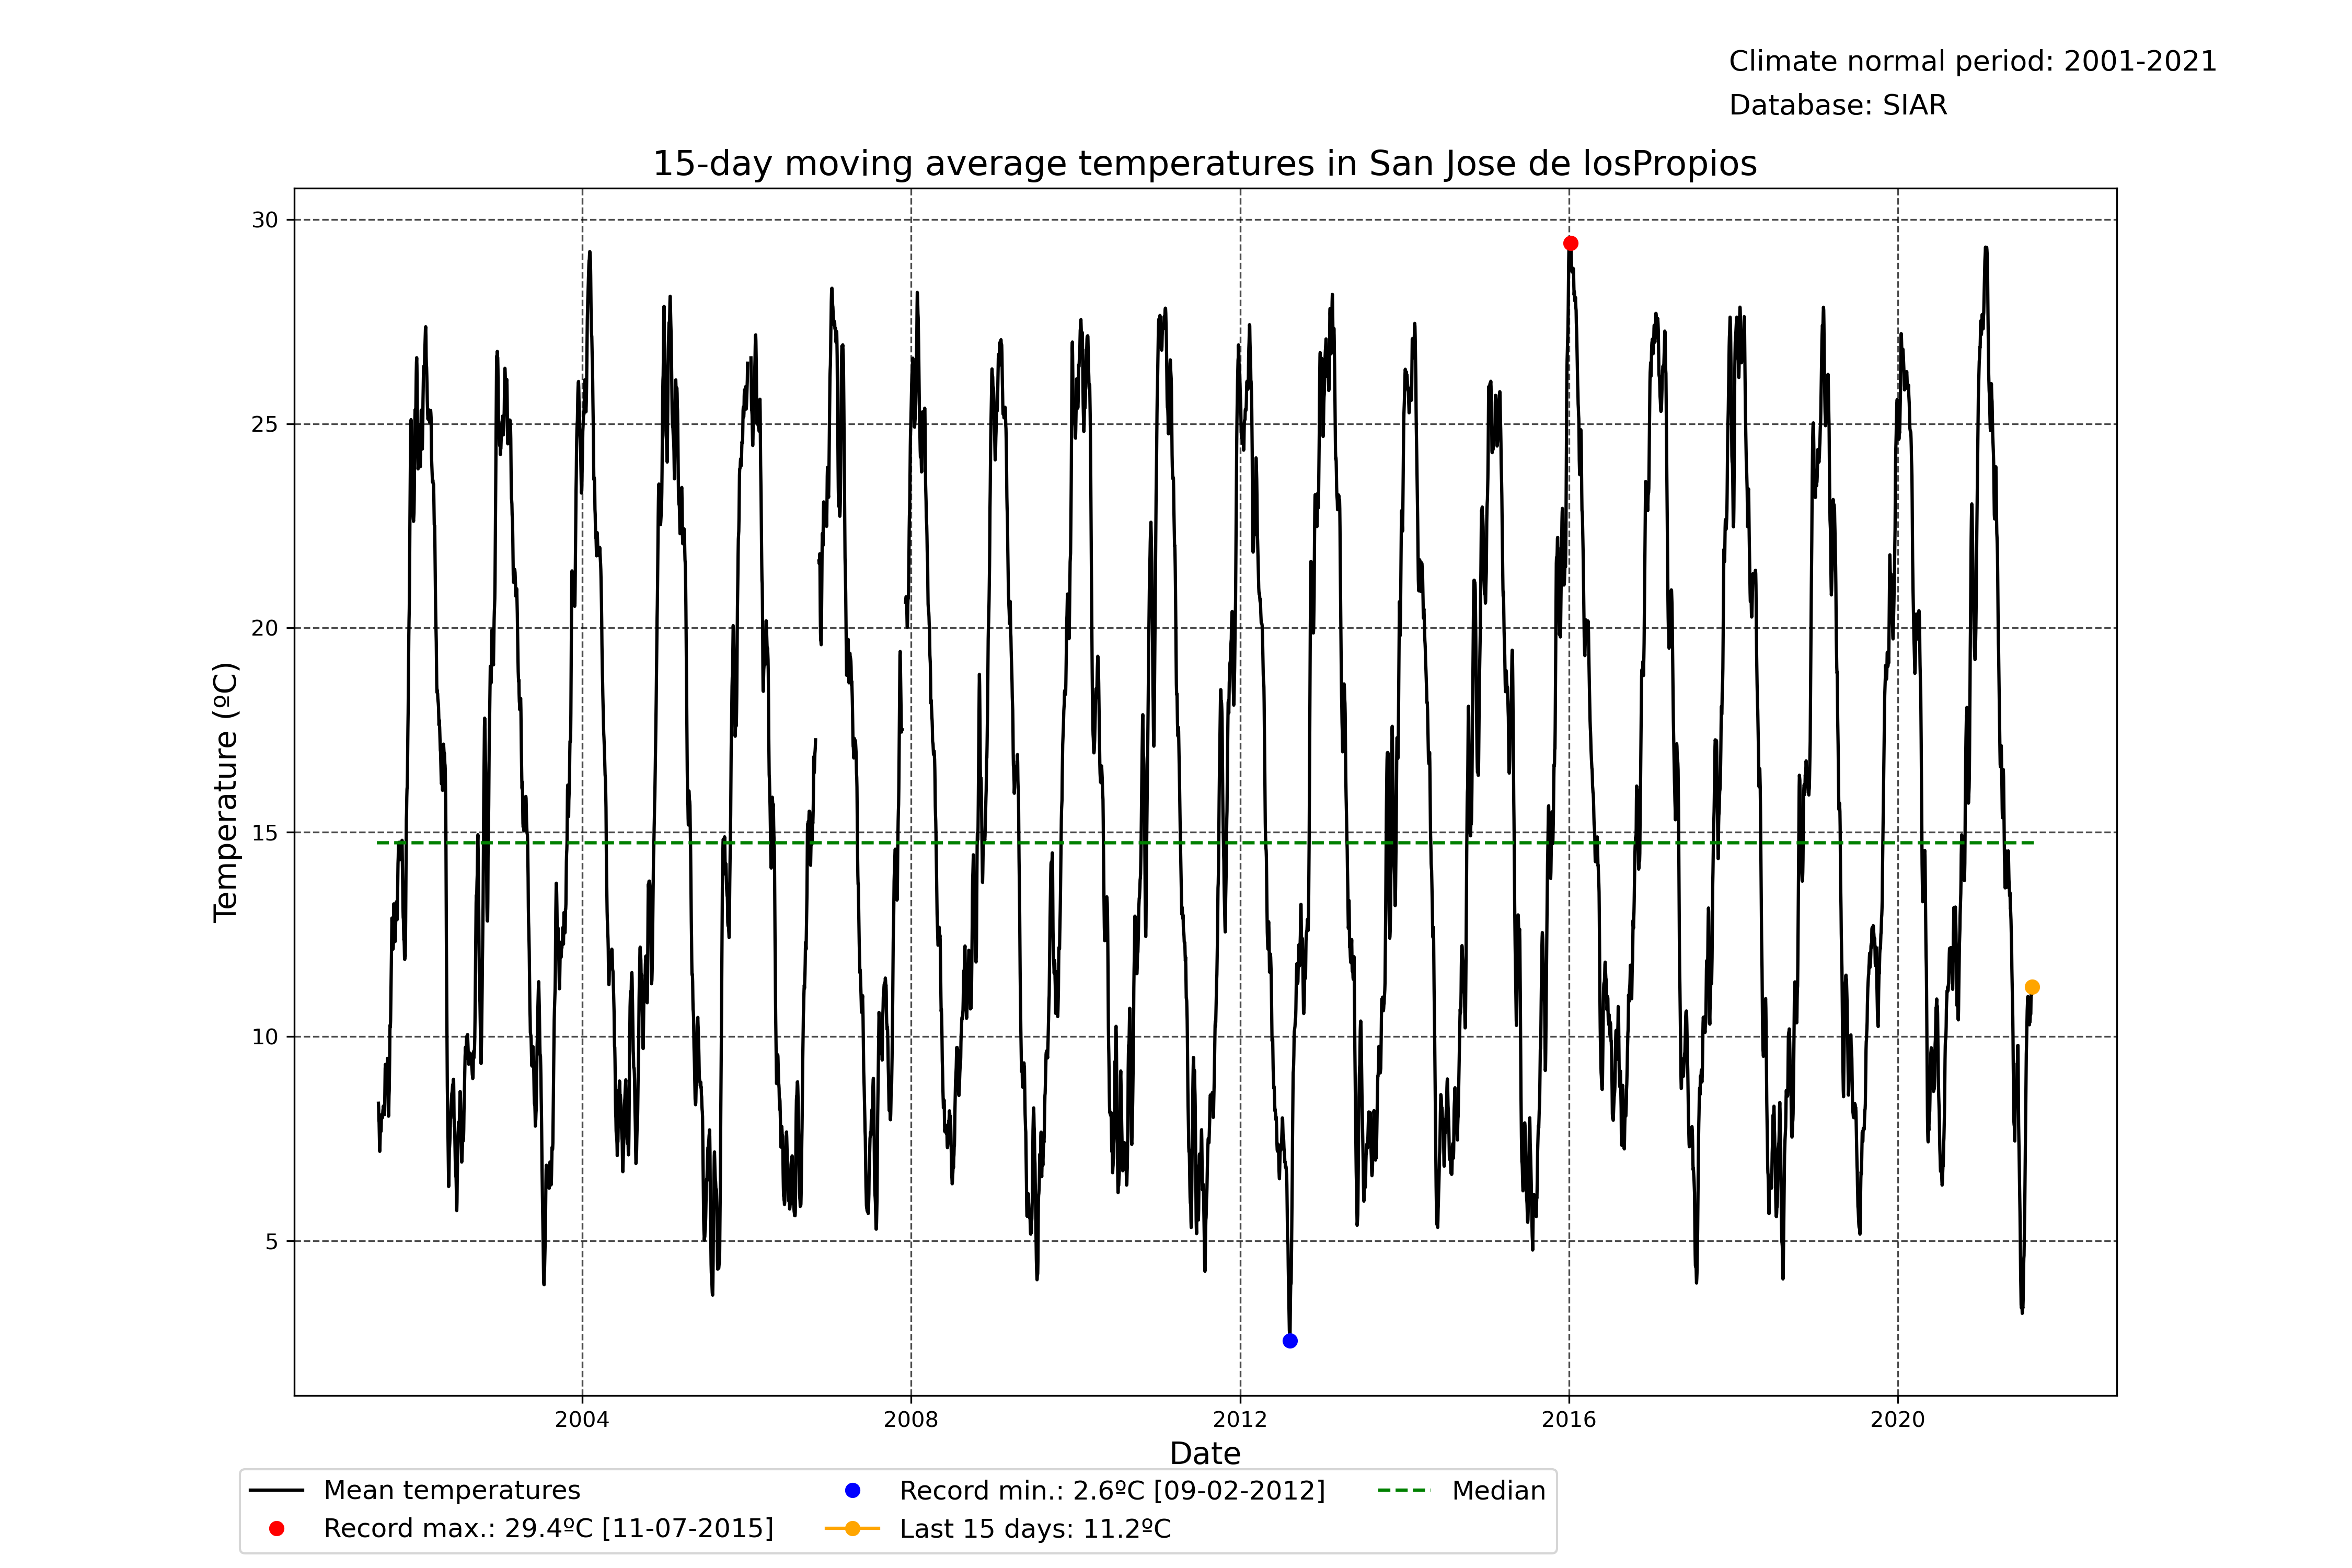 Climate normal period: 2001-2021
Database: SIAR
15-day moving average temperatures in San Jose de losPropios
30
25
20
15
10
5
Temperature (ºC)
2004 2008 2012 2016 2020
Date
Mean temperatures
Record max.: 29.4ºC [11-07-2015]
Record min.: 2.6ºC [09-02-2012]
Last 15 days: 11.2ºC
Median